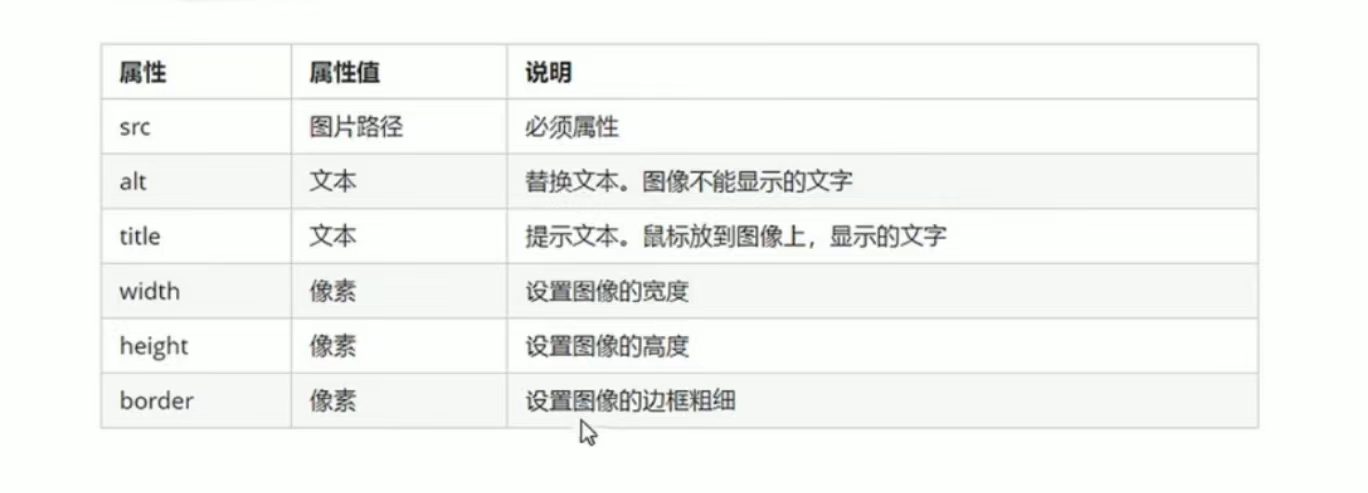 属性 属性值 说明
src 图片路径 必须属性
alt 文本 替换文本。图像不能显示的文字
title 文本 提示文本。鼠标放到图像上，显示的文字
width 像素 设置图像的宽度
height 像素 设置图像的高度
border 像素 设置图像的边框粗细